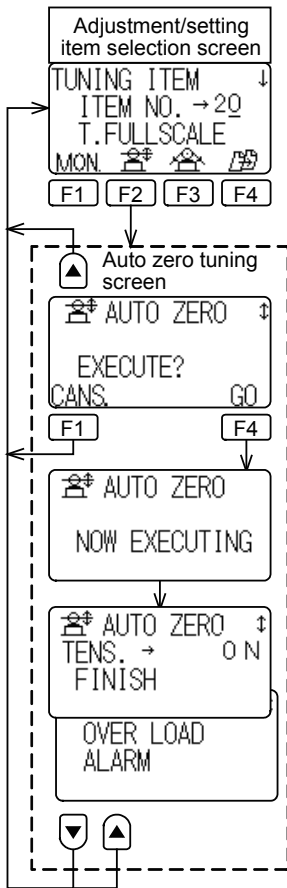 Adjustment/setting
item selection screen
TUNING ITEM ↓
ITEM NO. →20
T.FULLSCALE
MON.
F1 F2 F3 F4
Auto zero tuning
screen
AUTO ZERO
EXECUTE?
CANS. GO
F1 F4
AUTO ZERO
NOW EXECUTING
AUTO ZERO
TENS. → 0 N
FINISH
OVER LOAD
ALARM